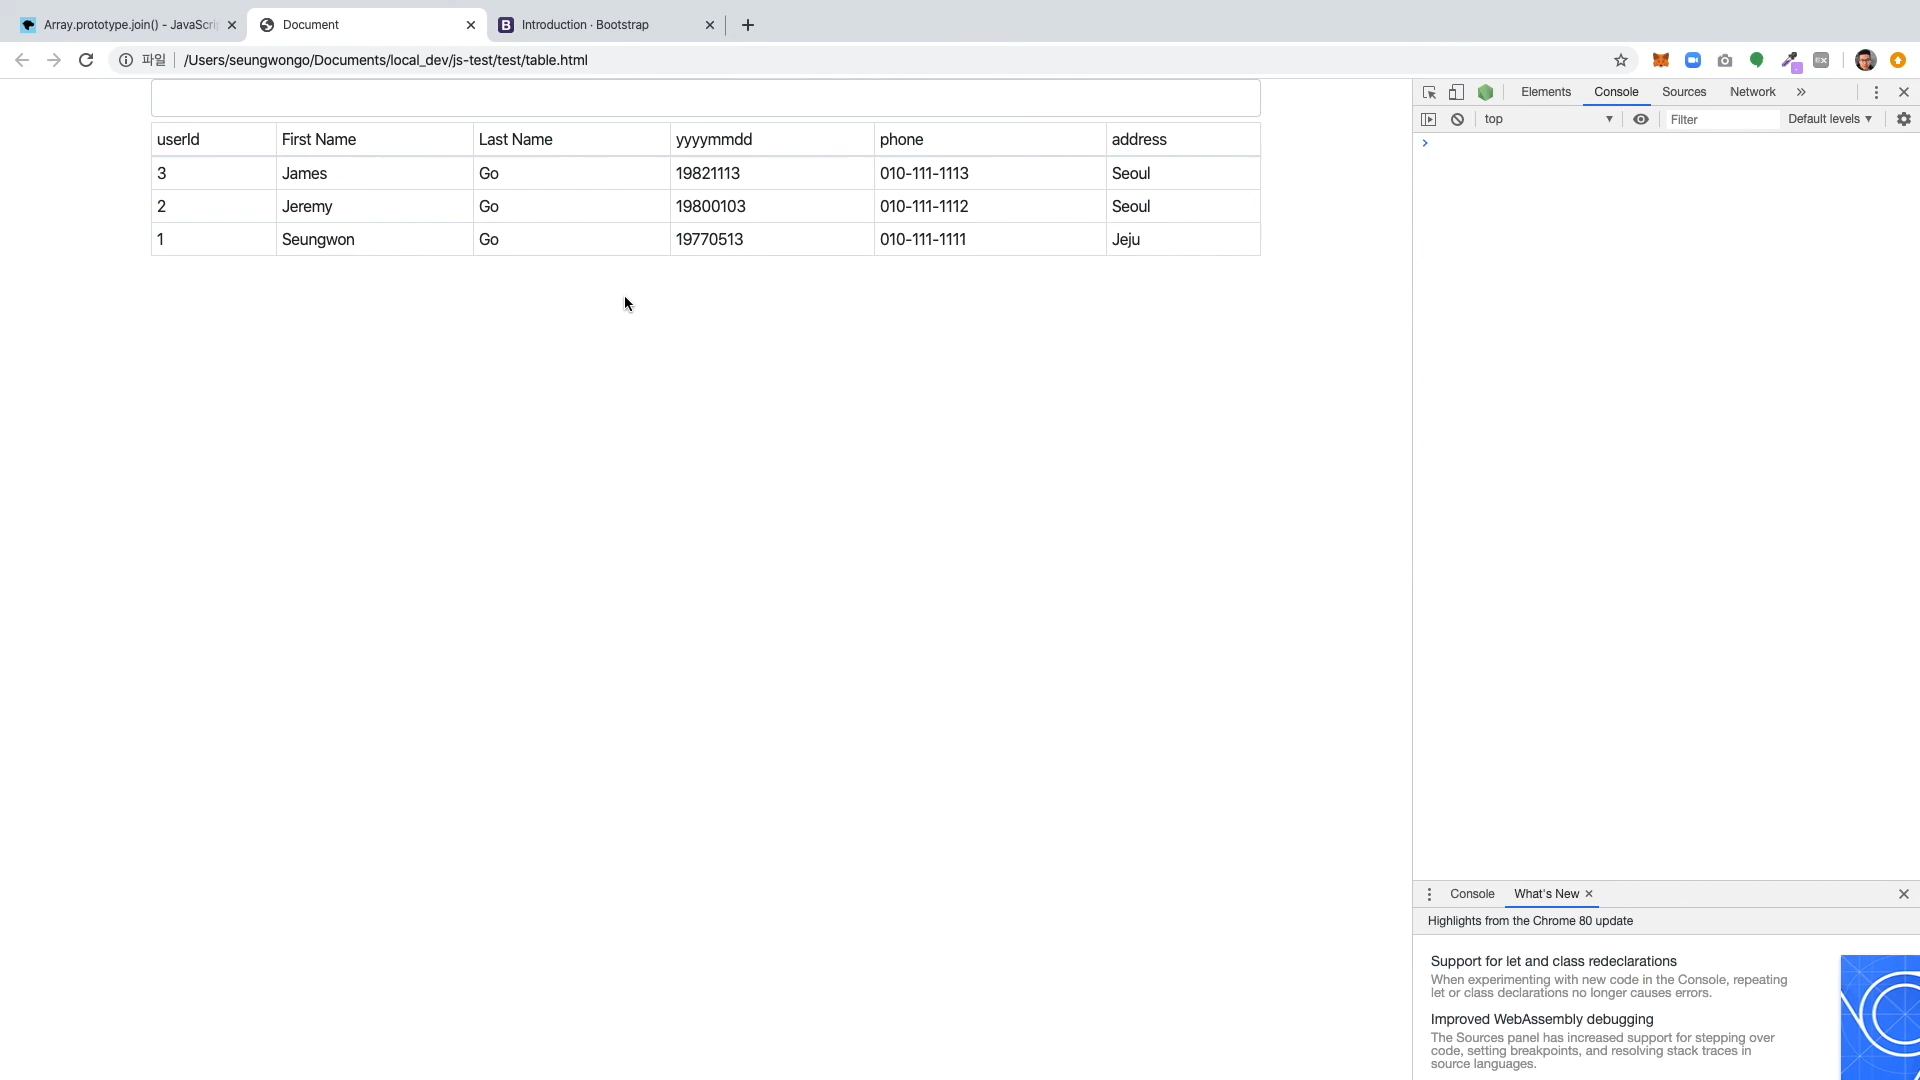 Array.prototype.join() - JavaScri
Document
Introduction · Bootstrap
파일
/Users/seungwongo/Documents/local_dev/js-test/test/table.html
Elements
Console
Sources
Network
top
Filter
Default levels
userId First Name Last Name yyyymmdd phone address
3 James Go 19821113 010-111-1113 Seoul
2 Jeremy Go 19800103 010-111-1112 Seoul
1 Seungwon Go 19770513 010-111-1111 Jeju
Console
What's New
Highlights from the Chrome 80 update
Support for let and class redeclarations
When experimenting with new code in the Console, repeating
let or class declarations no longer causes errors.
Improved WebAssembly debugging
The Sources panel has increased support for stepping over
code, setting breakpoints, and resolving stack traces in
source languages.